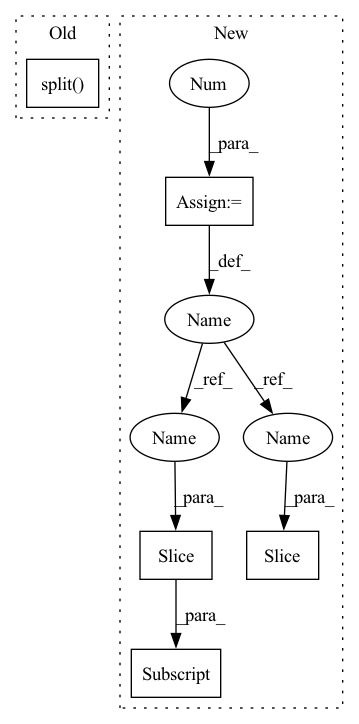 Old
New
split()
Num
_para_
Assign:=
_def_
Name
_ref_
_ref_
Name
Name
_para_
_para_
Slice
Slice
_para_
Subscript